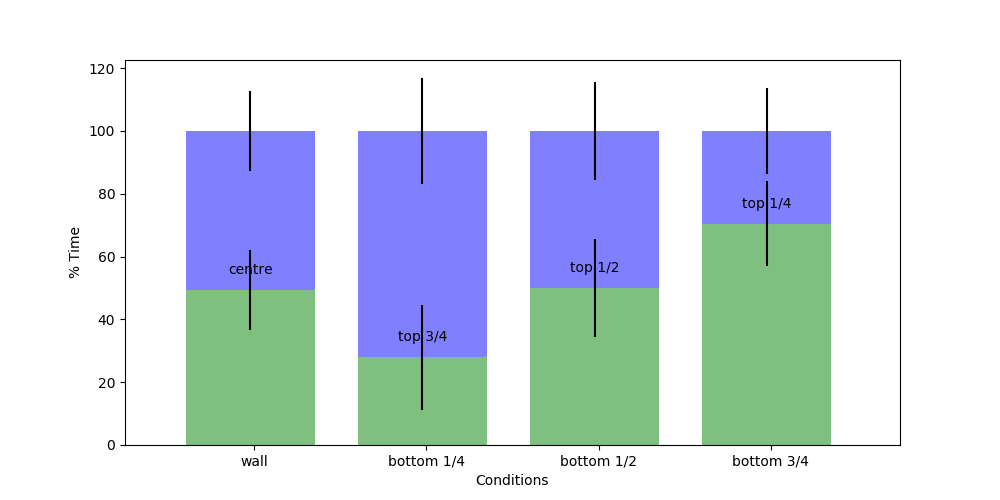 120
100
80
60
40
20
0
% Time
centre
top 3/4
top 1/2
top 1/4
wall
bottom 1/4
bottom 1/2
bottom 3/4
Conditions